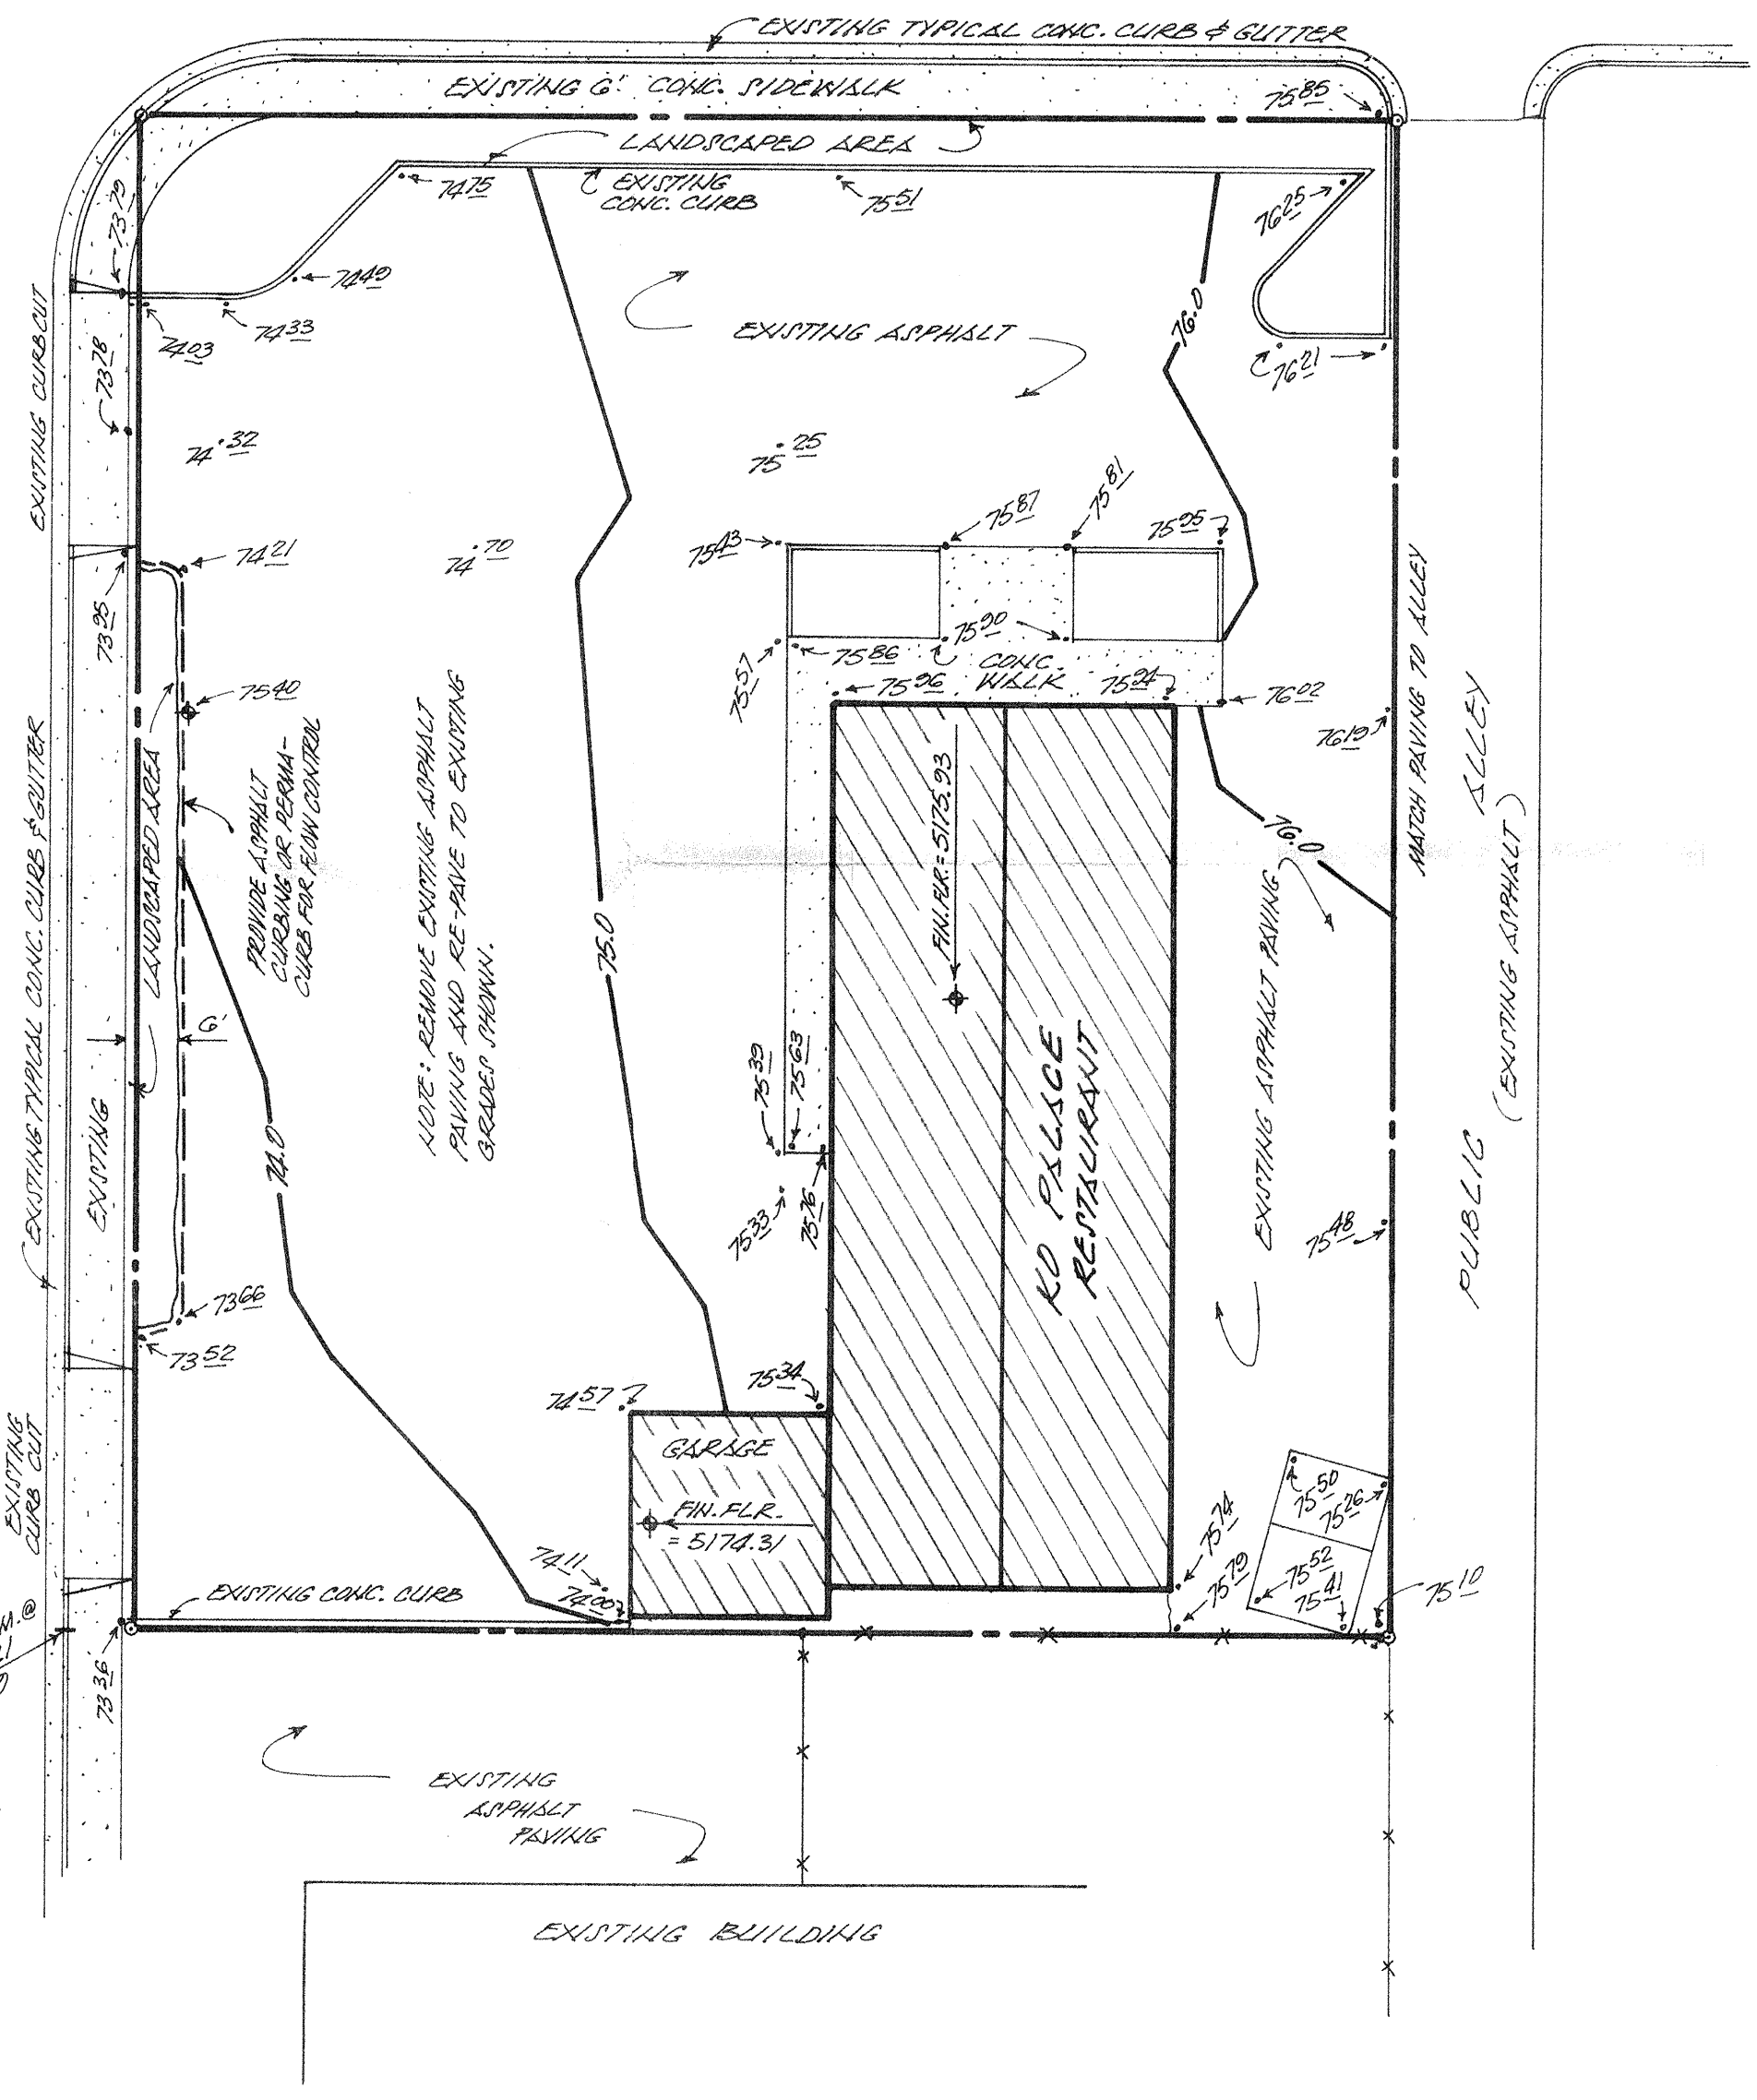 EXISTING TYPICAL CONC. CURB & GUTTER
EXISTING 6' CONC. SIDEWALK
75 85
LANDSCAPED AREA
73 79
74 75
EXISTING
CONC. CURB
75 51
76 25
74 49
74 33
74 03
EXISTING CURBCUT
73 78
EXISTING ASPHALT
76.0
76 21
74 32
75 25
75 87
75 81
75 95
75 43
74 21
74 70
73 95
75 90
75 86
CONC.
WALK
75 57
75 96
75 94
76 02
75 40
76 19
MATCH PAVING TO ALLEY
PUBLIC ALLEY
(EXISTING ASPHALT)
LANDSCAPED AREA
PROVIDE ASPHALT
CURBING OR PERMA-
CURB FOR FLOW CONTROL
NOTE: REMOVE EXISTING ASPHALT
PAVING AND RE-PAVE TO EXISTING
GRADES SHOWN.
FIN. FLR. = 5175.93
76.0
75.0
EXISTING ASPHALT PAVING
EXISTING TYPICAL CONC. CURB & GUTTER
6'
EXISTING
74.0
75 39
75 63
KO PALACE
RESTAURANT
75 33
75 76
75 48
73 66
73 52
74 57
75 34
GARAGE
EXISTING
CURB CUT
FIN. FLR.
= 5174.31
75 50
75 26
75 74
75 79
75 52
75 41
75 10
74 11
74 00
EXISTING CONC. CURB
73 36
EXISTING
ASPHALT
PAVING
EXISTING BUILDING